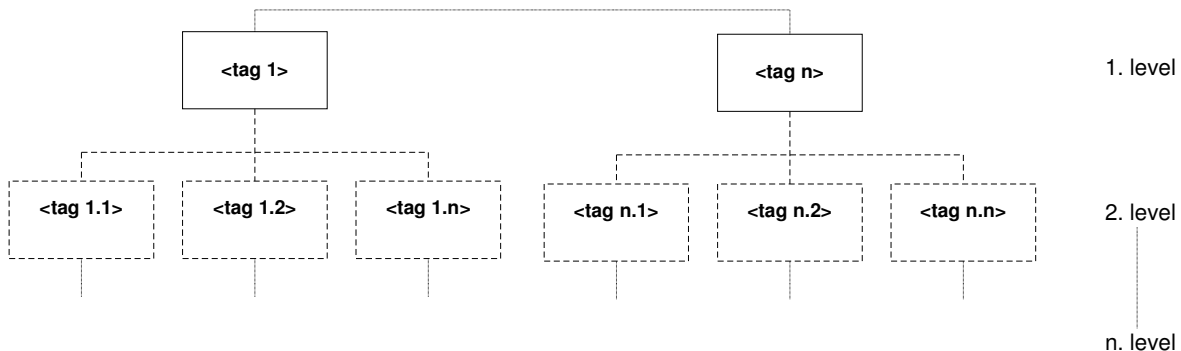 <tag 1>
<tag n>
1. level
<tag 1.1>
<tag 1.2>
<tag 1.n>
<tag n.1>
<tag n.2>
<tag n.n>
2. level
n. level